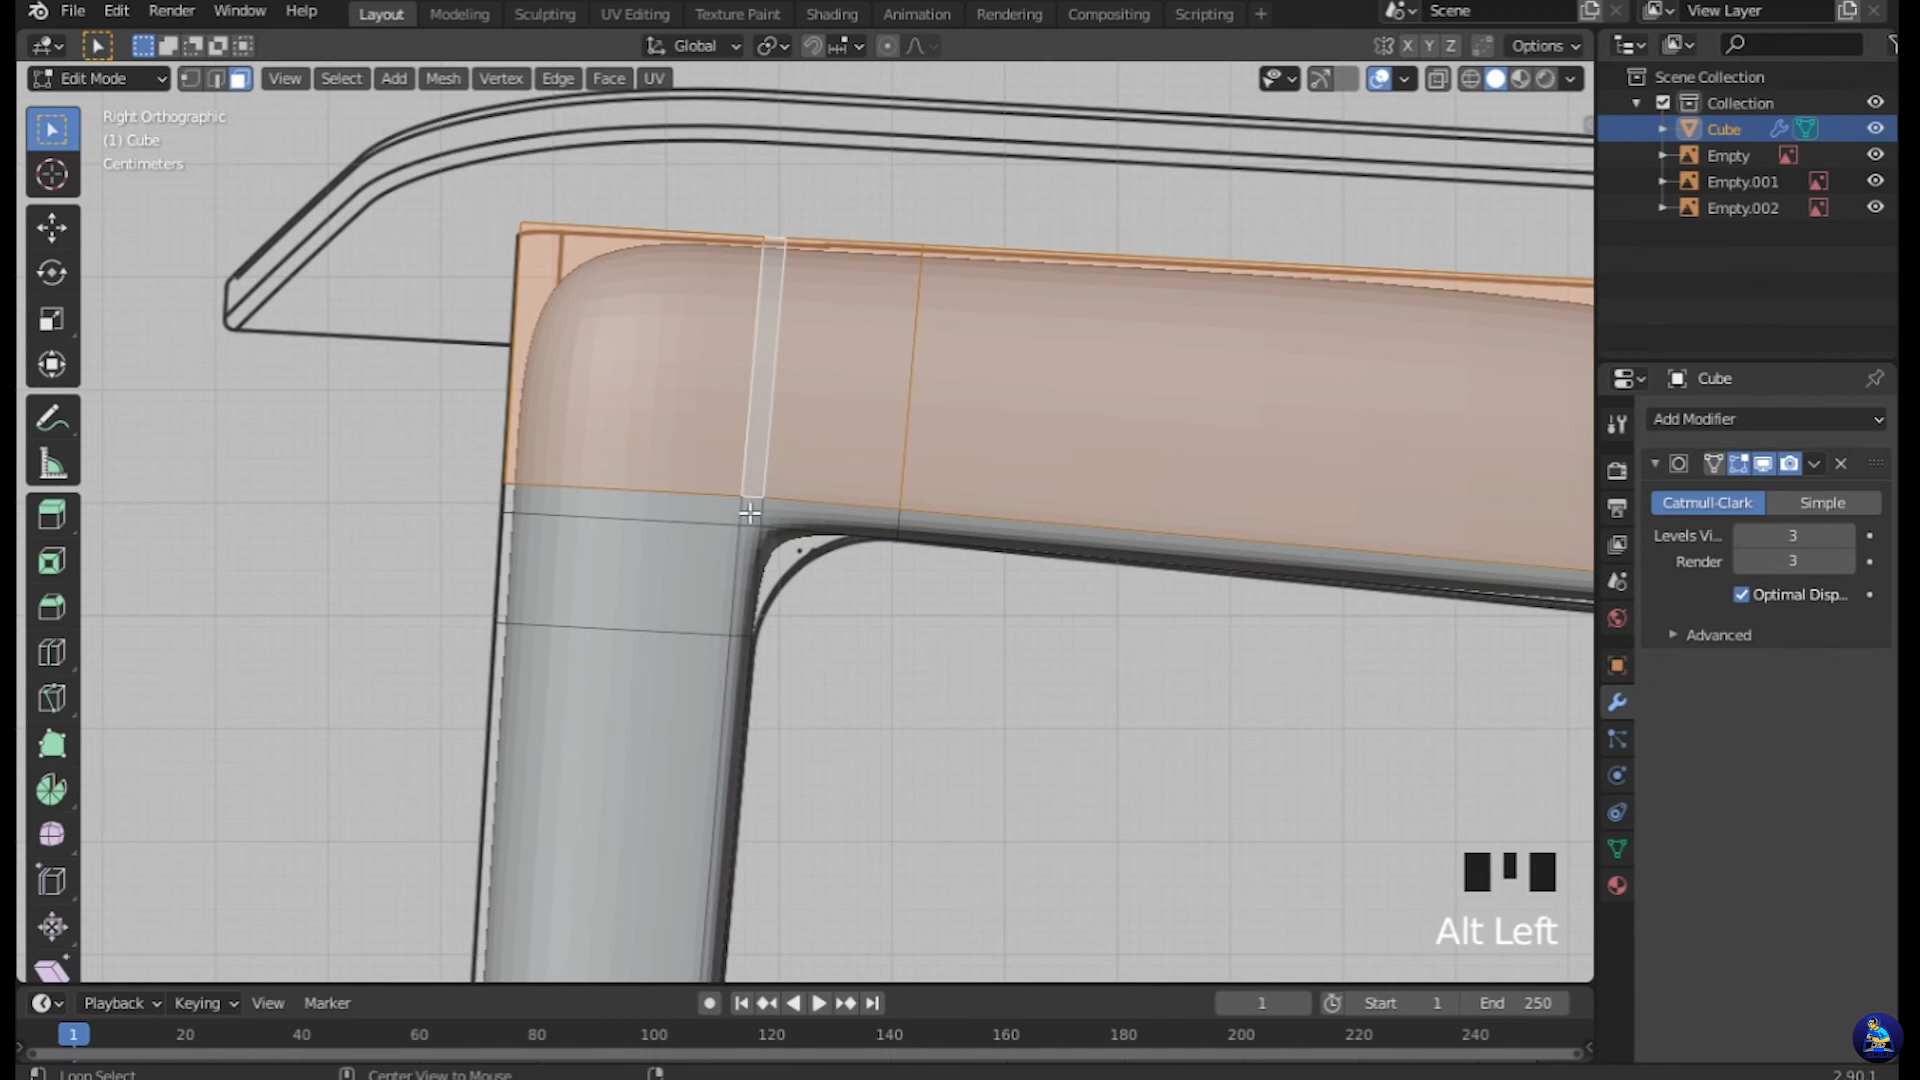 File Edit Render Window Help Layout Modeling Sculpting UV Editing Texture Paint Shading Animation Rendering Compositing Scripting + Scene View Layer
Global X Y Z Options
Edit Mode View Select Add Mesh Vertex Edge Face UV
Right Orthographic
(1) Cube
Centimeters
Scene Collection
Collection
Cube
Empty
Empty.001
Empty.002
Cube
Add Modifier
Catmull-Clark Simple
Levels Vi... 3
Render 3
Optimal Disp...
Advanced
Alt Left
Playback Keying View Marker 1 Start 1 End 250
1 20 40 60 80 100 120 140 160 180 200 220 240
Loop Select Center View to Mouse 2.90.1